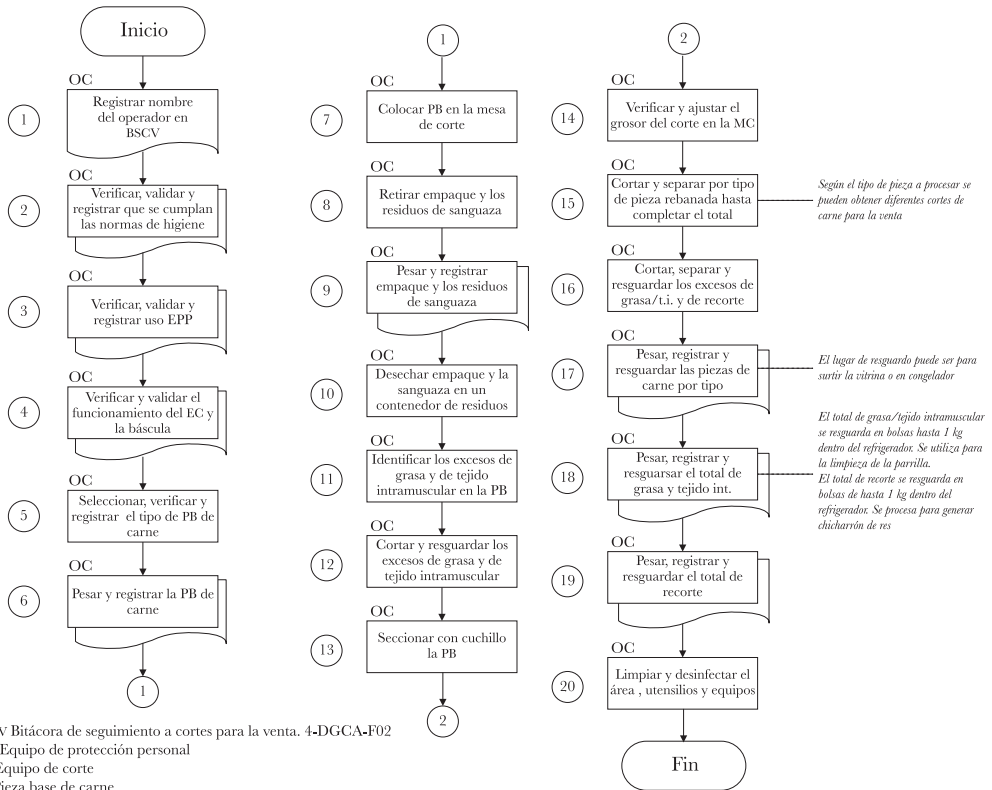 Inicio
OC
1
Registrar nombre
del operador en
BSCV
OC
2
Verificar, validar y
registrar que se cumplan
las normas de higiene
OC
3
Verificar, validar y
registrar uso EPP
OC
4
Verificar y validar el
funcionamiento del EC y
la báscula
OC
5
Seleccionar, verificar y
registrar el tipo de PB de
carne
OC
6
Pesar y registrar la PB de
carne
1
1
OC
7
Colocar PB en la mesa
de corte
OC
8
Retirar empaque y los
residuos de sanguaza
OC
9
Pesar y registrar
empaque y los residuos
de sanguaza
OC
10
Desechar empaque y la
sanguaza en un
contenedor de residuos
OC
11
Identificar los excesos de
grasa y de tejido
intramuscular en la PB
OC
12
Cortar y resguardar los
excesos de grasa y de
tejido intramuscular
OC
13
Seccionar con cuchillo
la PB
2
2
OC
14
Verificar y ajustar el
grosor del corte en la MC
OC
15
Cortar y separar por tipo
de pieza rebanada hasta
completar el total
Según el tipo de pieza a procesar se
pueden obtener diferentes cortes de
carne para la venta
OC
16
Cortar, separar y
resguardar los excesos de
grasa/t.i. y de recorte
OC
17
Pesar, registrar y
resguardar las piezas de
carne por tipo
El lugar de resguardo puede ser para
surtir la vitrina o en congelador
OC
18
Pesar, registrar y
resguarsar el total de
grasa y tejido int.
El total de grasa/tejido intramuscular
se resguarda en bolsas hasta 1 kg
dentro del refrigerador. Se utiliza para
la limpieza de la parrilla.
El total de recorte se resguarda en
bolsas de hasta 1 kg dentro del
refrigerador. Se procesa para generar
chicharrón de res
OC
19
Pesar, registrar y
resguardar el total de
recorte
OC
20
Limpiar y desinfectar el
área , utensilios y equipos
Fin
V Bitácora de seguimiento a cortes para la venta. 4-DGCA-F02
Equipo de protección personal
Equipo de corte
Pieza base de carne